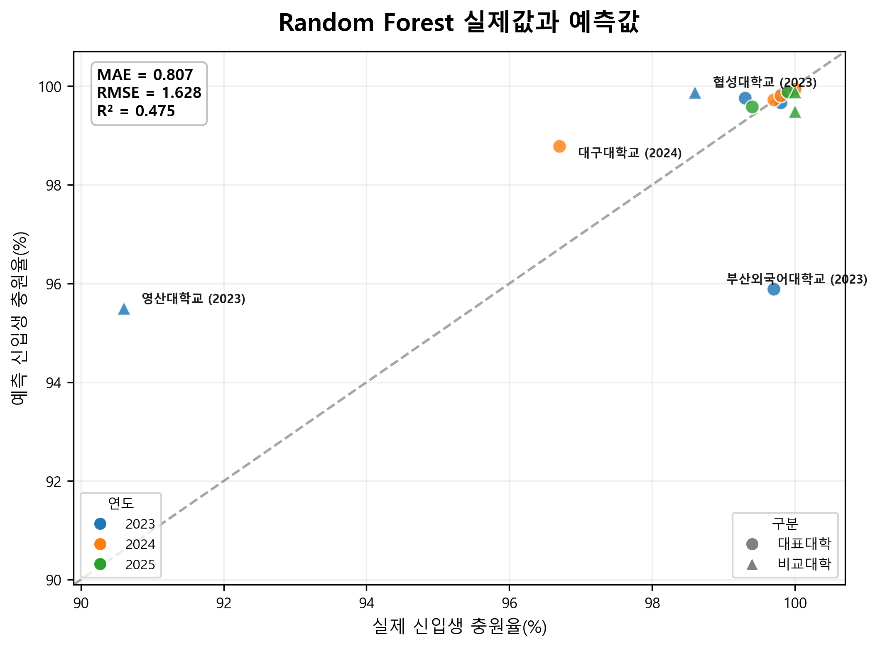 Random Forest 실제값과 예측값
MAE = 0.807
RMSE = 1.628
R² = 0.475
협성대학교 (2023)
대구대학교 (2024)
부산외국어대학교 (2023)
영산대학교 (2023)
예측 신입생 충원율(%)
100
98
96
94
92
90
연도
2023
2024
2025
구분
대표대학
비교대학
90 92 94 96 98 100
실제 신입생 충원율(%)